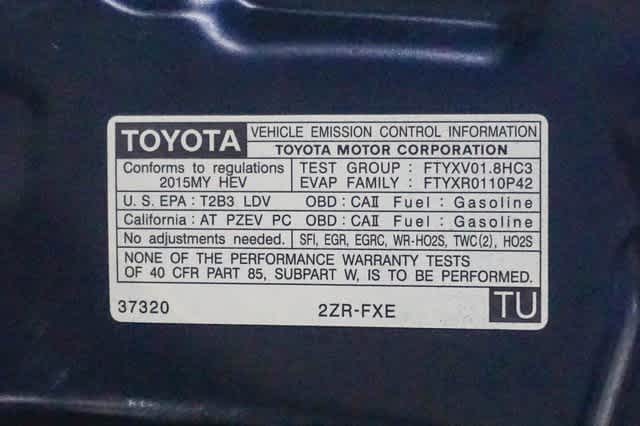 TOYOTA VEHICLE EMISSION CONTROL INFORMATION
TOYOTA MOTOR CORPORATION
Conforms to regulations TEST GROUP : FTYXV01.8HC3
2015MY HEV EVAP FAMILY : FTYXR0110P42
U.S. EPA : T2B3 LDV OBD : CAⅡ Fuel : Gasoline
California : AT PZEV PC OBD : CAⅡ Fuel : Gasoline
No adjustments needed. SFI, EGR, EGRC, WR-HO2S, TWC(2), HO2S
NONE OF THE PERFORMANCE WARRANTY TESTS
OF 40 CFR PART 85, SUBPART W, IS TO BE PERFORMED.
37320 2ZR-FXE TU